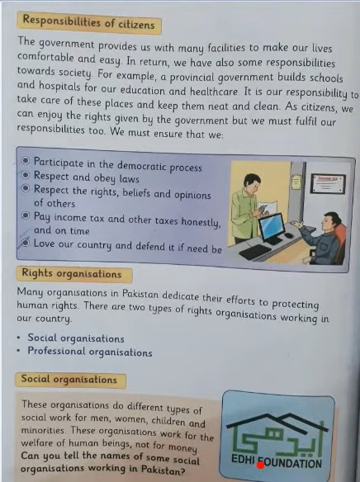 Responsibilities of citizens
The government provides us with many facilities to make our lives
comfortable and easy. In return, we have also some responsibilities
towards society. For example, a provincial government builds schools
and hospitals for our education and healthcare It is our responsibility to
take care of these places and keep them neat and clean. As citizens, we
can enjoy the rights given by the government but we must fulfil our
responsibilities too. We must ensure that we:
Participate in the democratic process
Respect and obey laws
Respect the rights, beliefs and opinions
of others
Pay income tax and other taxes honestly,
and on time
Love our country and defend it if need be
Rights organisations
Many organisations in Pakistan dedicate their efforts to protecting
human rights. There are two types of rights organisations working in
our country.
• Social organisations
• Professional organisations
Social organisations
These organisations do different types of
social work for men, women, children and
minorities. These organisations work for the
welfare of human beings, not for money
Can you tell the names of some social
organisations working in Pakistan?
ایدھی
EDHI FOUNDATION